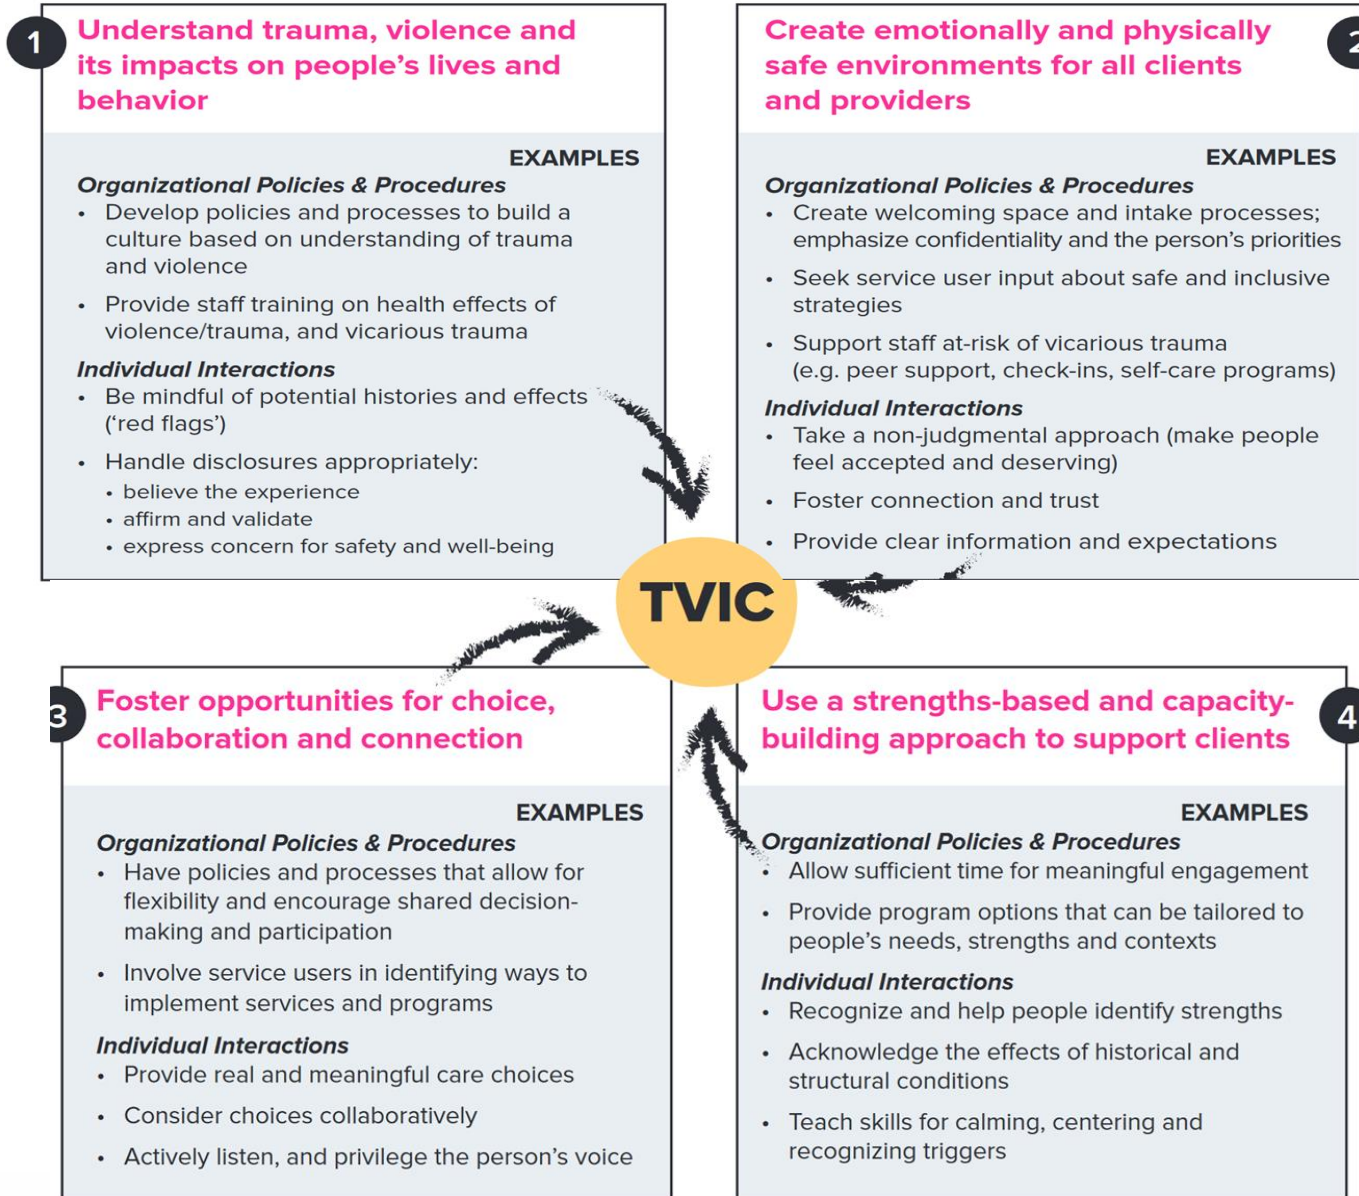 1
Understand trauma, violence and
its impacts on people's lives and
behavior
EXAMPLES
Organizational Policies & Procedures
• Develop policies and processes to build a
culture based on understanding of trauma
and violence
• Provide staff training on health effects of
violence/trauma, and vicarious trauma
Individual Interactions
• Be mindful of potential histories and effects
('red flags')
• Handle disclosures appropriately:
• believe the experience
• affirm and validate
• express concern for safety and well-being
2
Create emotionally and physically
safe environments for all clients
and providers
EXAMPLES
Organizational Policies & Procedures
• Create welcoming space and intake processes;
emphasize confidentiality and the person's priorities
• Seek service user input about safe and inclusive
strategies
• Support staff at-risk of vicarious trauma
(e.g. peer support, check-ins, self-care programs)
Individual Interactions
• Take a non-judgmental approach (make people
feel accepted and deserving)
• Foster connection and trust
• Provide clear information and expectations
TVIC
3
Foster opportunities for choice,
collaboration and connection
EXAMPLES
Organizational Policies & Procedures
• Have policies and processes that allow for
flexibility and encourage shared decision-
making and participation
• Involve service users in identifying ways to
implement services and programs
Individual Interactions
• Provide real and meaningful care choices
• Consider choices collaboratively
• Actively listen, and privilege the person's voice
4
Use a strengths-based and capacity-
building approach to support clients
EXAMPLES
Organizational Policies & Procedures
• Allow sufficient time for meaningful engagement
• Provide program options that can be tailored to
people's needs, strengths and contexts
Individual Interactions
• Recognize and help people identify strengths
• Acknowledge the effects of historical and
structural conditions
• Teach skills for calming, centering and
recognizing triggers